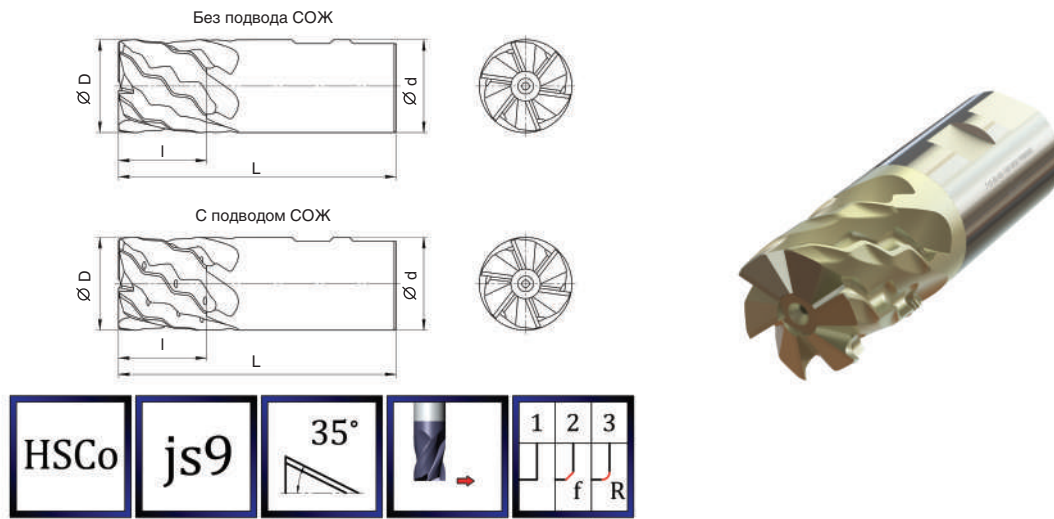 Без подвода СОЖ
Ø D
Ø d
l
L
С подводом СОЖ
Ø D
Ø d
l
L
HSCo
js9
35°
1 2 3
f R